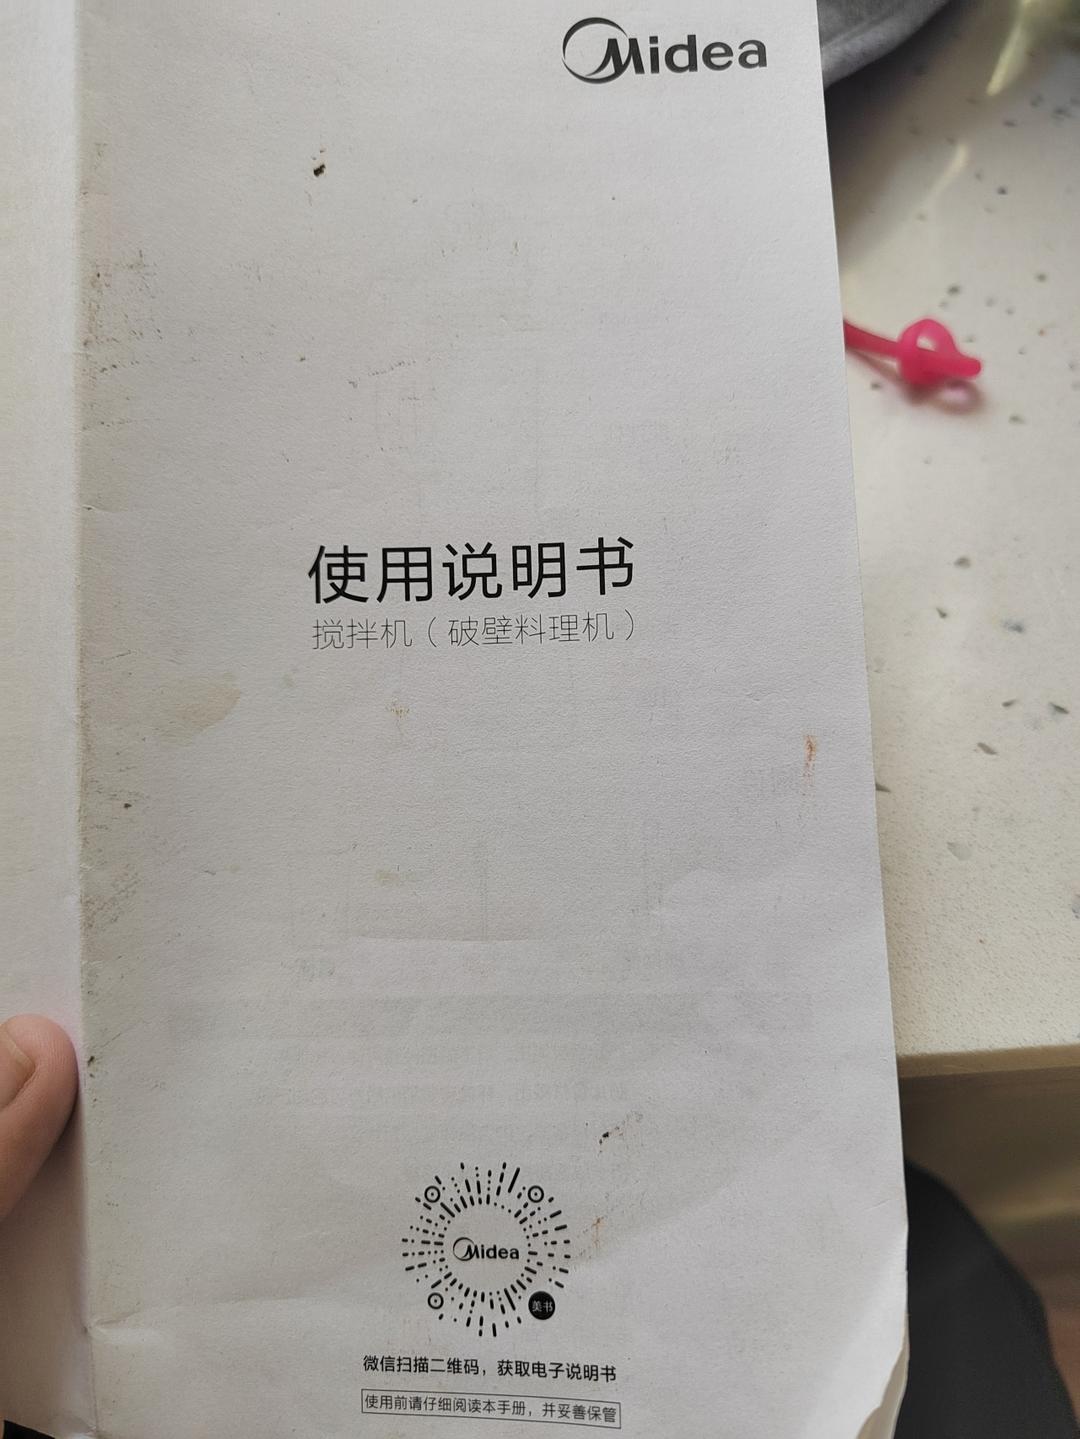 Midea
使用说明书
搅拌机（破壁料理机）
Midea
美书
微信扫描二维码，获取电子说明书
使用前请仔细阅读本手册，并妥善保管